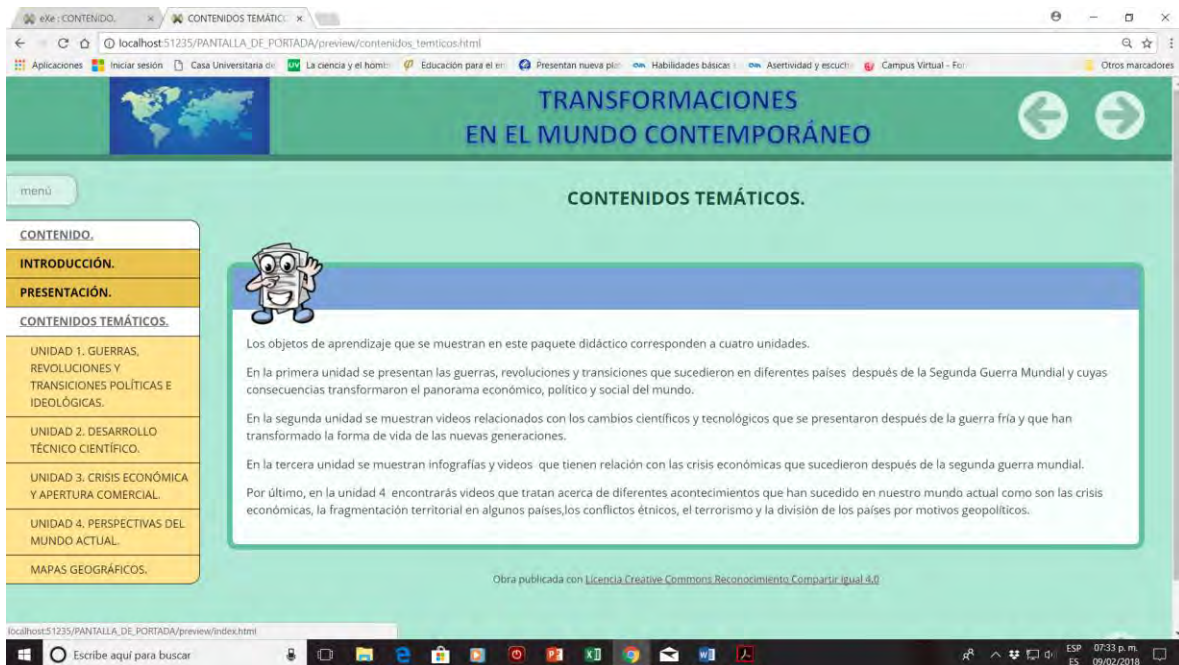 eXe : CONTENIDO.
CONTENIDOS TEMÁTIC
localhost:51235/PANTALLA_DE_PORTADA/preview/contenidos_temticos.html
Aplicaciones Iniciar sesión Casa Universitaria de La ciencia y el homb Educación para el Presentan nueva Habilidades básicas Asertividad y escuch Campus Virtual - For Otros marcadores
TRANSFORMACIONES
EN EL MUNDO CONTEMPORÁNEO
menú
CONTENIDO.
INTRODUCCIÓN.
PRESENTACIÓN.
CONTENIDOS TEMÁTICOS.
UNIDAD 1. GUERRAS,
REVOLUCIONES Y
TRANSICIONES POLÍTICAS E
IDEOLÓGICAS.
UNIDAD 2. DESARROLLO
TÉCNICO CIENTÍFICO.
UNIDAD 3. CRISIS ECONÓMICA
Y APERTURA COMERCIAL.
UNIDAD 4. PERSPECTIVAS DEL
MUNDO ACTUAL.
MAPAS GEOGRÁFICOS.
CONTENIDOS TEMÁTICOS.
Los objetos de aprendizaje que se muestran en este paquete didáctico corresponden a cuatro unidades.
En la primera unidad se presentan las guerras, revoluciones y transiciones que sucedieron en diferentes países después de la Segunda Guerra Mundial y cuyas
consecuencias transformaron el panorama económico, político y social del mundo.
En la segunda unidad se muestran videos relacionados con los cambios científicos y tecnológicos que se presentaron después de la guerra fría y que han
transformado la forma de vida de las nuevas generaciones.
En la tercera unidad se muestran infografías y videos que tienen relación con las crisis económicas que sucedieron después de la segunda guerra mundial.
Por último, en la unidad 4 encontrarás videos que tratan acerca de diferentes acontecimientos que han sucedido en nuestro mundo actual como son las crisis
económicas, la fragmentación territorial en algunos países,los conflictos étnicos, el terrorismo y la división de los países por motivos geopolíticos.
Obra publicada con Licencia Creative Commons Reconocimiento Compartir igual 4.0
localhost:51235/PANTALLA_DE_PORTADA/preview/index.html
Escribe aquí para buscar
ESP 07:33 p. m.
ES 09/02/2018